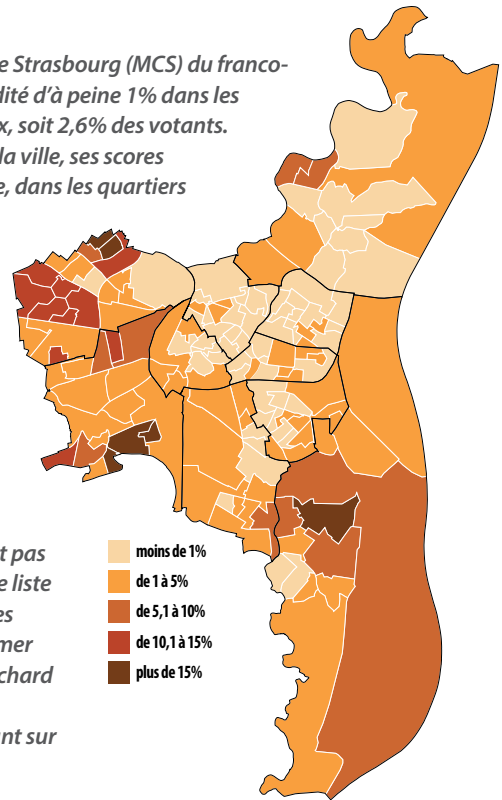 e Strasbourg (MCS) du franco-
dité d'à peine 1% dans les
x, soit 2,6% des votants.
la ville, ses scores
e, dans les quartiers
t pas
e liste
es
mer
chard
nt sur
moins de 1%
de 1 à 5%
de 5,1 à 10%
de 10,1 à 15%
plus de 15%